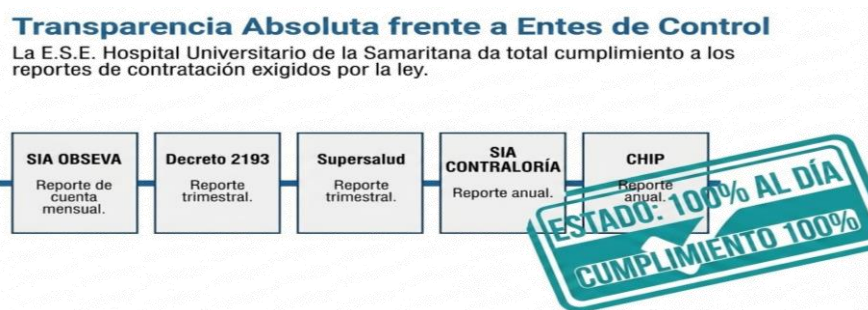 Transparencia Absoluta frente a Entes de Control
La E.S.E. Hospital Universitario de la Samaritana da total cumplimiento a los
reportes de contratación exigidos por la ley.
SIA OBSEVA
Reporte de
cuenta
mensual.
Decreto 2193
Reporte
trimestral.
Supersalud
Reporte
trimestral.
SIA
CONTRALORÍA
Reporte anual.
CHIP
Reporte
anual.
ESTADO: 100% AL DÍA
CUMPLIMIENTO 100%